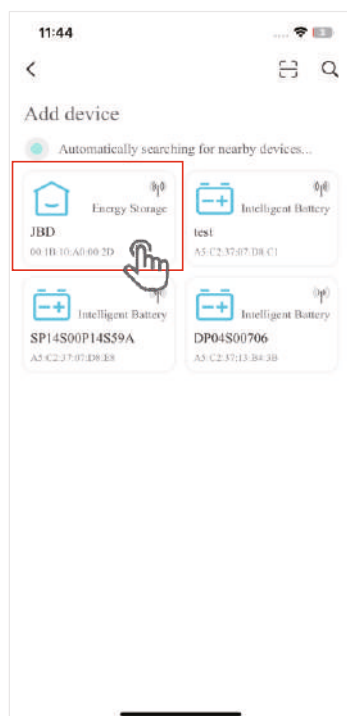 11:44
Add device
Automatically searching for nearby devices...
Energy Storage
JBD
00:1B:10:A0:00:2D
Intelligent Battery
test
A5:C2:37:07:D8:C1
Intelligent Battery
SP14S00P14S59A
A5:C2:37:07:D8:E8
Intelligent Battery
DP04S00706
A5:C2:37:13:B4:3B